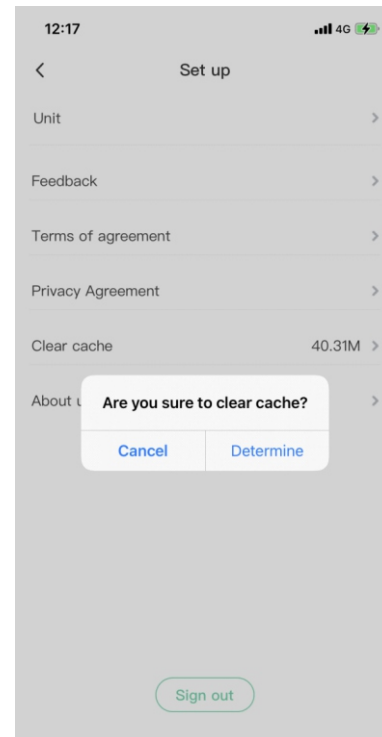 12:17
4G
Set up
Unit
Feedback
Terms of agreement
Privacy Agreement
Clear cache 40.31M
About u
Are you sure to clear cache?
Cancel Determine
Sign out